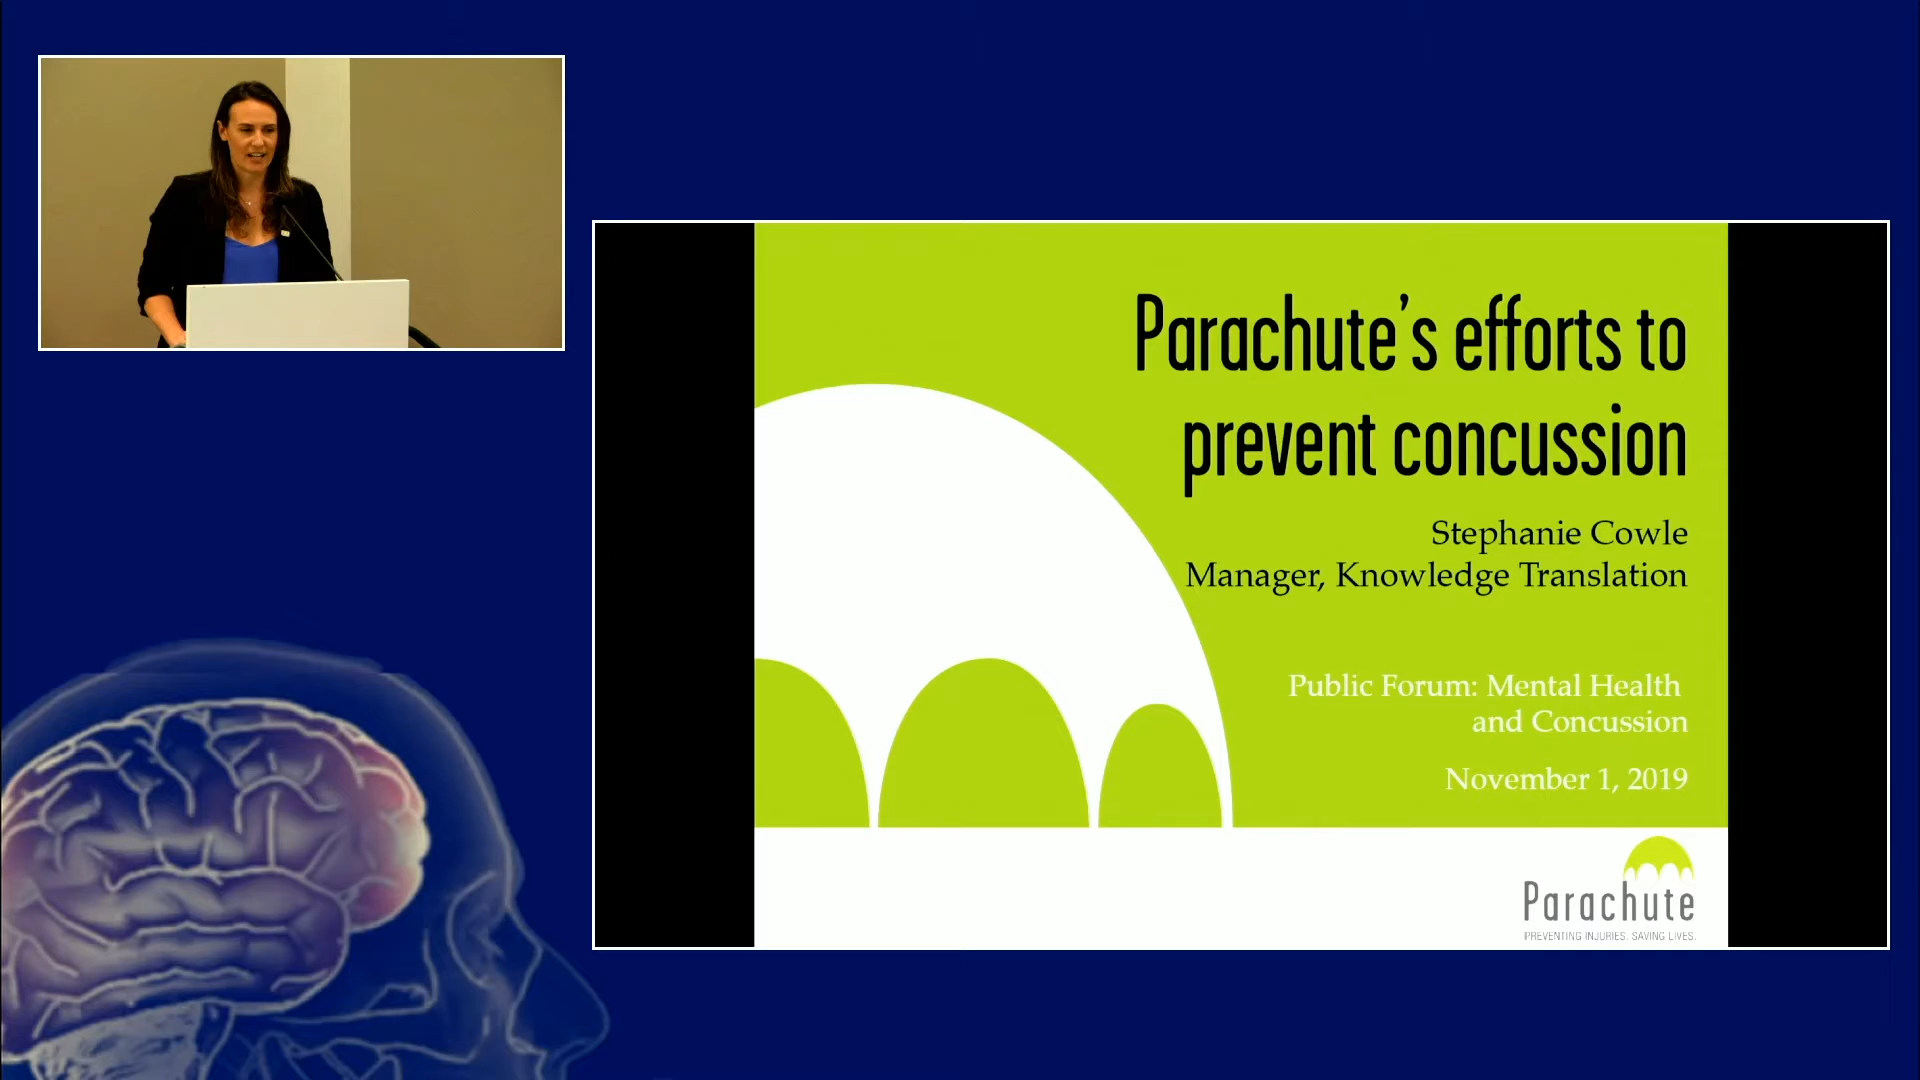 Parachute's efforts to
prevent concussion
Stephanie Cowle
Manager, Knowledge Translation
Public Forum: Mental Health
and Concussion
November 1, 2019
Parachute
PREVENTING INJURIES. SAVING LIVES.